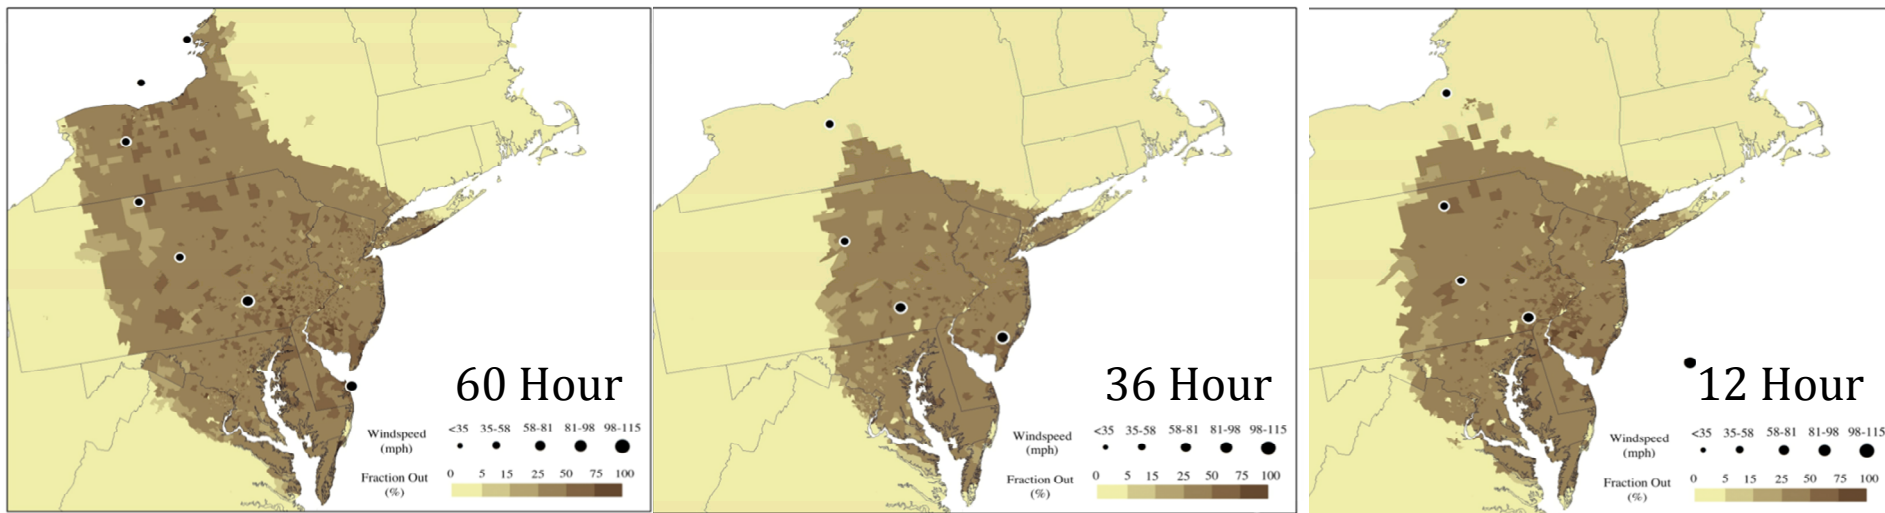 60 Hour
Windspeed
(mph)
<35 35-58 58-81 81-98 98-115
Fraction Out
(%)
0 5 15 25 50 75 100
36 Hour
Windspeed
(mph)
<35 35-58 58-81 81-98 98-115
Fraction Out
(%)
0 5 15 25 50 75 100
12 Hour
Windspeed
(mph)
<35 35-58 58-81 81-98 98-115
Fraction Out
(%)
0 5 15 25 50 75 100